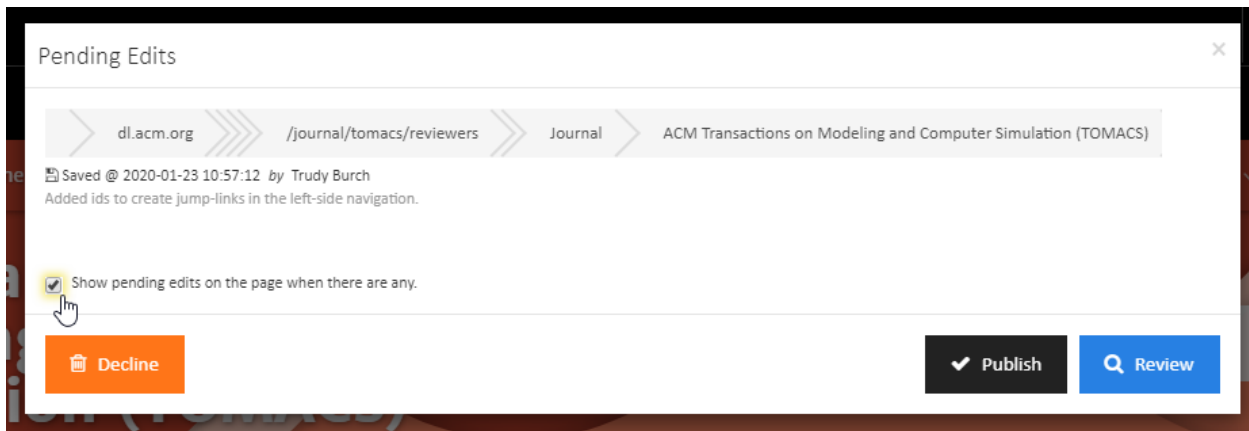 Pending Edits
×
dl.acm.org /journal/tomacs/reviewers Journal ACM Transactions on Modeling and Computer Simulation (TOMACS)
Saved @ 2020-01-23 10:57:12 by Trudy Burch
Added ids to create jump-links in the left-side navigation.
Show pending edits on the page when there are any.
Decline Publish Review